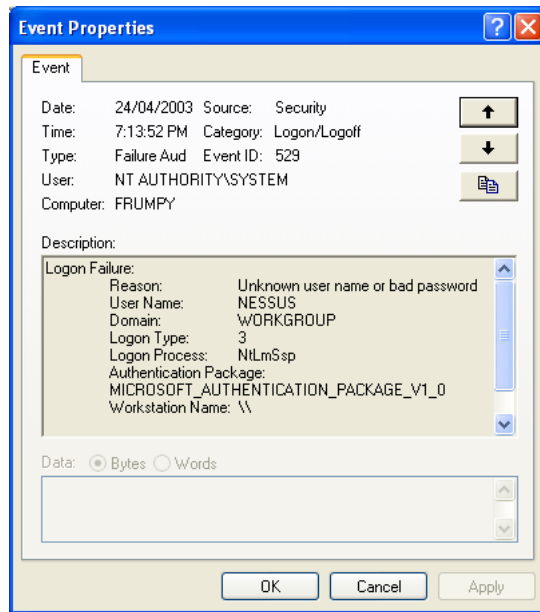 Event Properties
Event
Date: 24/04/2003 Source: Security
Time: 7:13:52 PM Category: Logon/Logoff
Type: Failure Aud Event ID: 529
User: NT AUTHORITY\SYSTEM
Computer: FRUMPY
Description:
Logon Failure:
Reason: Unknown user name or bad password
User Name: NESSUS
Domain: WORKGROUP
Logon Type: 3
Logon Process: NtLmSsp
Authentication Package:
MICROSOFT_AUTHENTICATION_PACKAGE_V1_0
Workstation Name: \\
Data: Bytes Words
OK Cancel Apply